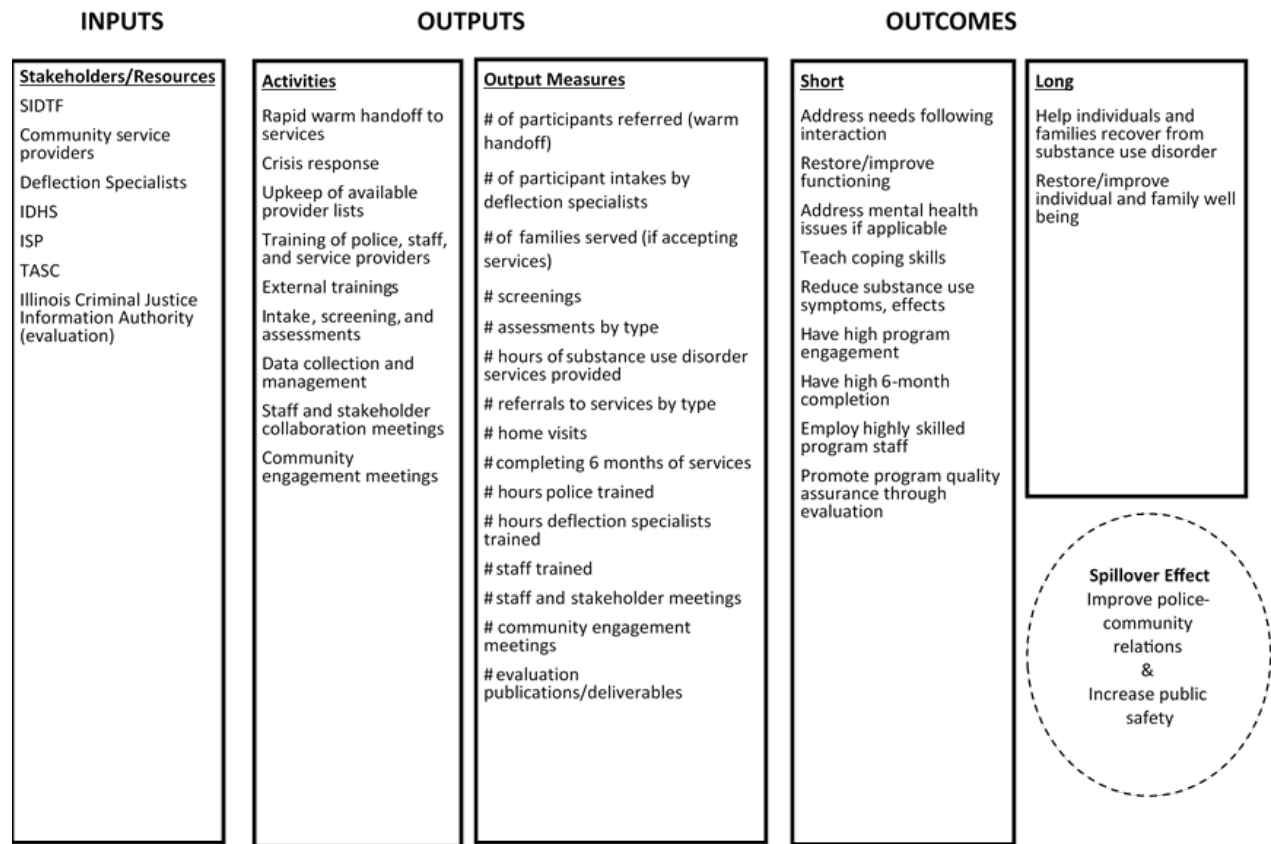 INPUTS
OUTPUTS
OUTCOMES
Stakeholders/Resources
SIDTF
Community service
providers
Deflection Specialists
IDHS
ISP
TASC
Illinois Criminal Justice
Information Authority
(evaluation)
Activities
Rapid warm handoff to
services
Crisis response
Upkeep of available
provider lists
Training of police, staff,
and service providers
External trainings
Intake, screening, and
assessments
Data collection and
management
Staff and stakeholder
collaboration meetings
Community
engagement meetings
Output Measures
# of participants referred (warm
handoff)
# of participant intakes by
deflection specialists
# of families served (if accepting
services)
# screenings
# assessments by type
# hours of substance use disorder
services provided
# referrals to services by type
# home visits
# completing 6 months of services
# hours police trained
# hours deflection specialists
trained
# staff trained
# staff and stakeholder meetings
# community engagement
meetings
# evaluation
publications/deliverables
Short
Address needs following
interaction
Restore/improve
functioning
Address mental health
issues if applicable
Teach coping skills
Reduce substance use
symptoms, effects
Have high program
engagement
Have high 6-month
completion
Employ highly skilled
program staff
Promote program quality
assurance through
evaluation
Long
Help individuals and
families recover from
substance use disorder
Restore/improve
individual and family well
being
Spillover Effect
Improve police-
community
relations
&
Increase public
safety